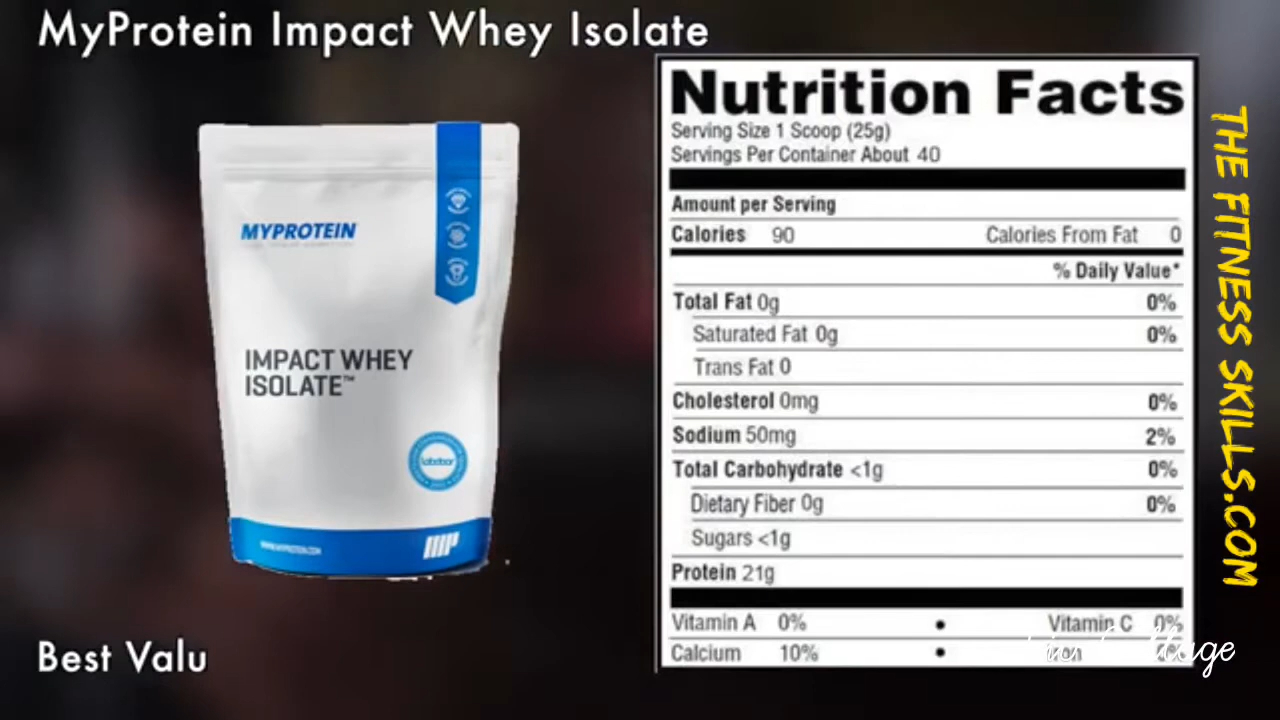 MyProtein Impact Whey Isolate
MYPROTEIN
IMPACT WHEY
ISOLATE™
Best Valu
Nutrition Facts
Serving Size 1 Scoop (25g)
Servings Per Container About 40
Amount per Serving
Calories 90 Calories From Fat 0
% Daily Value*
Total Fat 0g 0%
Saturated Fat 0g 0%
Trans Fat 0
Cholesterol 0mg 0%
Sodium 50mg 2%
Total Carbohydrate <1g 0%
Dietary Fiber 0g 0%
Sugars <1g
Protein 21g
Vitamin A 0% • Vitamin C 0%
Calcium 10% •
THE FITNESS SKILLS.COM